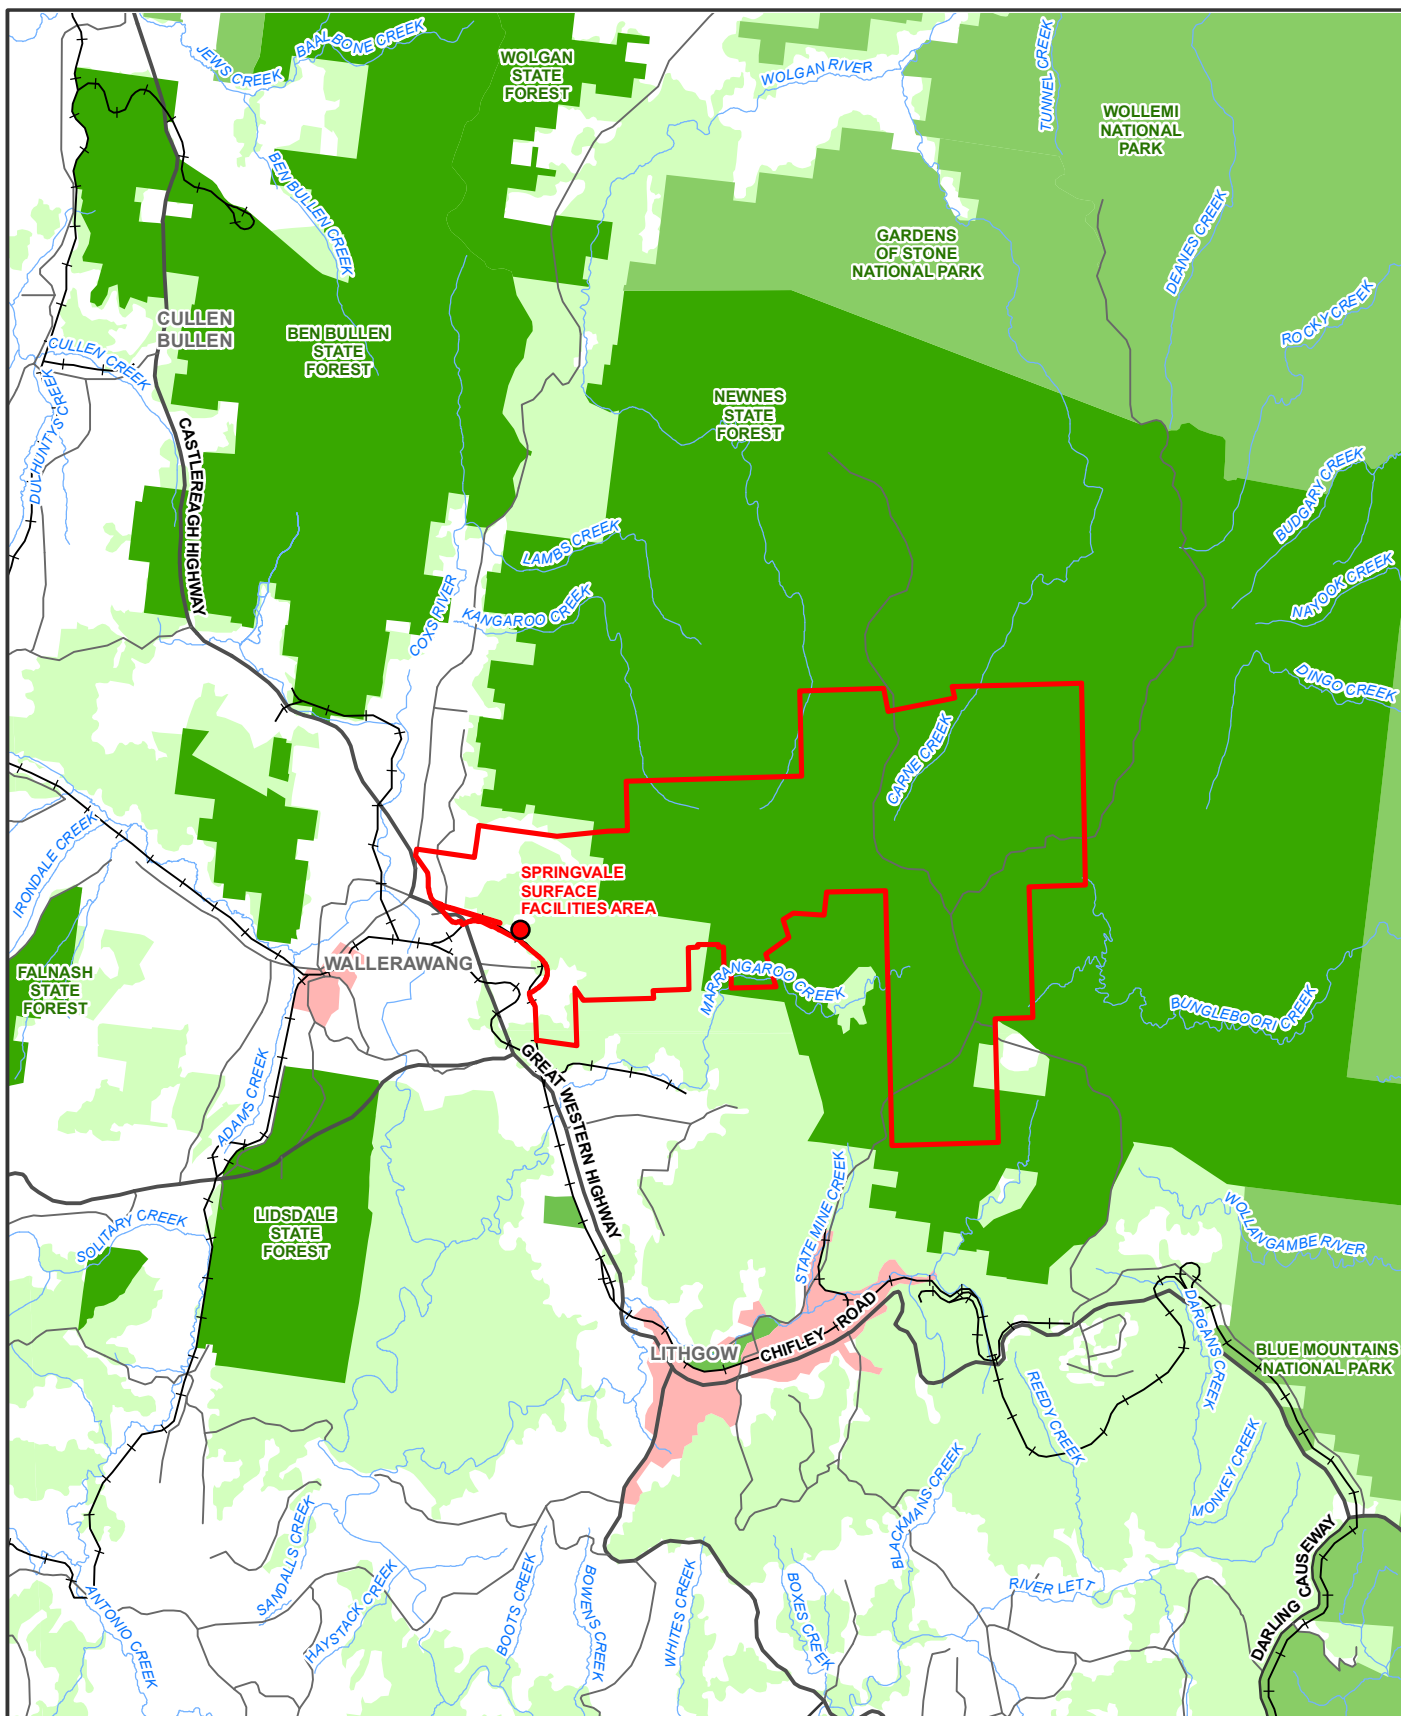 JEWS CREEK
BAALBONE CREEK
WOLGAN
STATE
FOREST
WOLGAN RIVER
TUNNEL CREEK
WOLLEMI
NATIONAL
PARK
BEN BULLEN CREEK
DEANES CREEK
GARDENS
OF STONE
NATIONAL PARK
ROCKY CREEK
CULLEN
BULLEN
BEN BULLEN
STATE
FOREST
CULLEN CREEK
DULHUNTYS CREEK
NEWNES
STATE
FOREST
CASTLEREAGH HIGHWAY
BUDGARY CREEK
LAMBS CREEK
NAYOOK CREEK
KANGAROO CREEK
COXS RIVER
DINGO CREEK
CARNE CREEK
IRONDALE CREEK
SPRINGVALE
SURFACE
FACILITIES AREA
WALLERAWANG
FALNASH
STATE
FOREST
MARRANGAROO CREEK
BUNGLEBOORI CREEK
ADAMS CREEK
GREAT WESTERN HIGHWAY
STATE MINE CREEK
WOLLANGAMBE RIVER
SOLITARY CREEK
LIDSDALE
STATE
FOREST
CHIFLEY ROAD
LITHGOW
DARGANS CREEK
BLUE MOUNTAINS
NATIONAL PARK
REEDY CREEK
MONKEY CREEK
BLACKMANS CREEK
SANDALLS CREEK
HAYSTACK CREEK
BOOTS CREEK
BOWENS CREEK
WHITES CREEK
BOXES CREEK
RIVER LETT
DARLING CAUSEWAY
ANTONIO CREEK